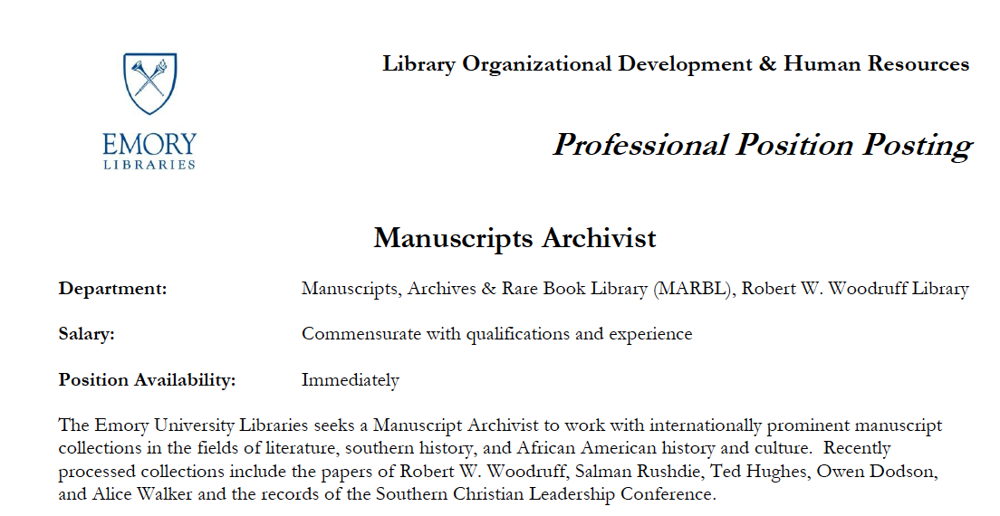 Library Organizational Development & Human Resources
EMORY
LIBRARIES
Professional Position Posting
Manuscripts Archivist
Department: Manuscripts, Archives & Rare Book Library (MARBL), Robert W. Woodruff Library
Salary: Commensurate with qualifications and experience
Position Availability: Immediately
The Emory University Libraries seeks a Manuscript Archivist to work with internationally prominent manuscript
collections in the fields of literature, southern history, and African American history and culture.  Recently
processed collections include the papers of Robert W. Woodruff, Salman Rushdie, Ted Hughes, Owen Dodson,
and Alice Walker and the records of the Southern Christian Leadership Conference.